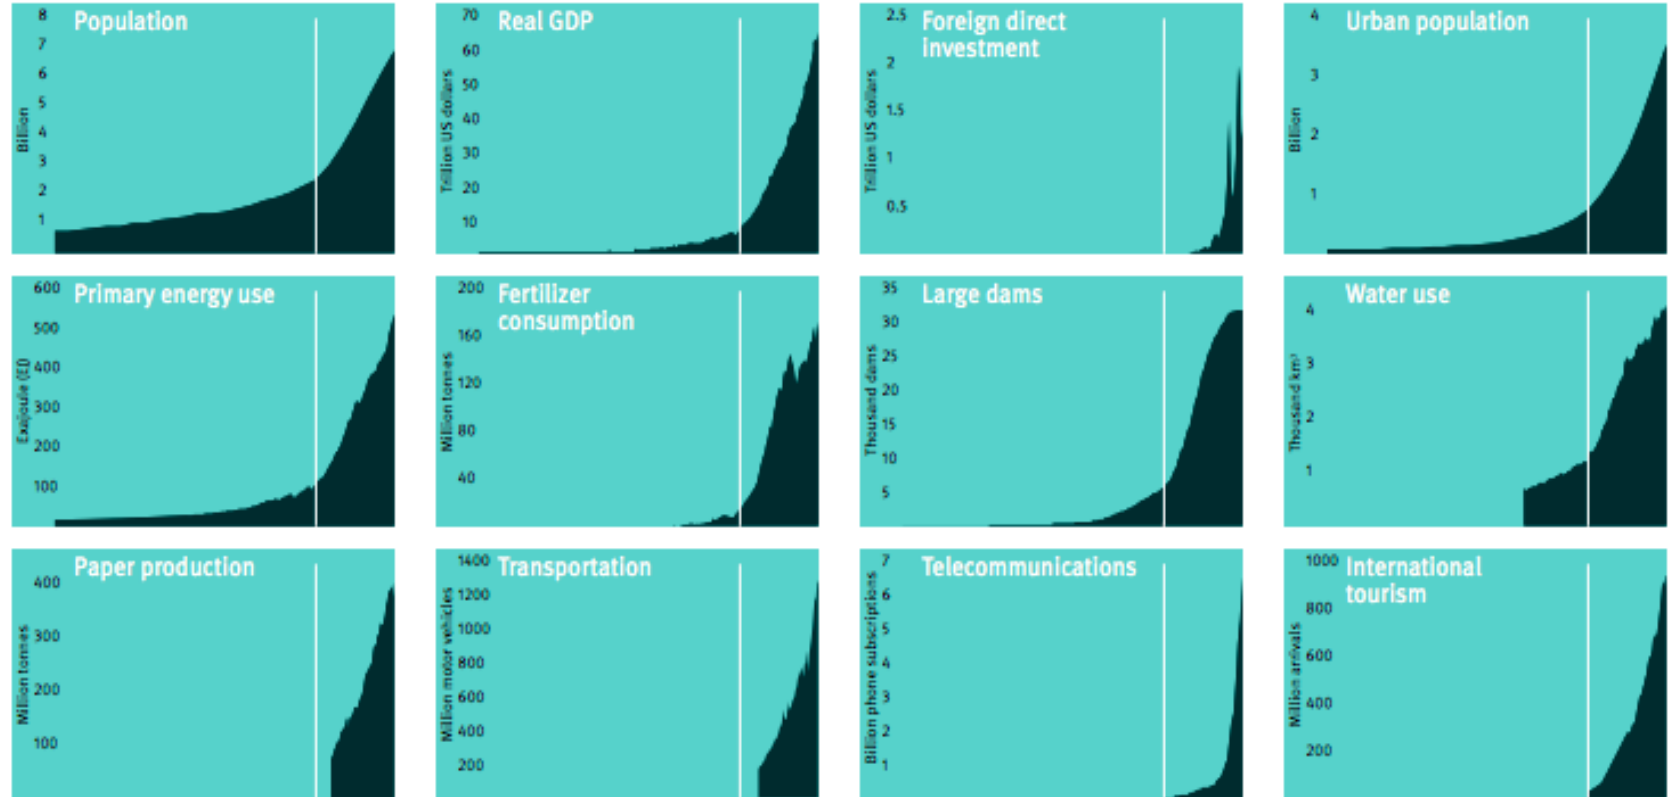 Population
8
7
6
5
4
3
2
1
Billion
Real GDP
70
60
50
40
30
20
10
Trillion US dollars
Foreign direct
investment
2.5
2
1.5
1
0.5
Trillion US dollars
Urban population
4
3
2
1
Billion
Primary energy use
600
500
400
300
200
100
Exajoule (EJ)
Fertilizer
consumption
200
160
120
80
40
Million tonnes
Large dams
35
30
25
20
15
10
5
Thousand dams
Water use
4
3
2
1
Thousand km³
Paper production
400
300
200
100
Million tonnes
Transportation
1400
1200
1000
800
600
400
200
Million motor vehicles
Telecommunications
7
6
5
4
3
2
1
Billion phone subscriptions
International
tourism
1000
800
600
400
200
Million arrivals